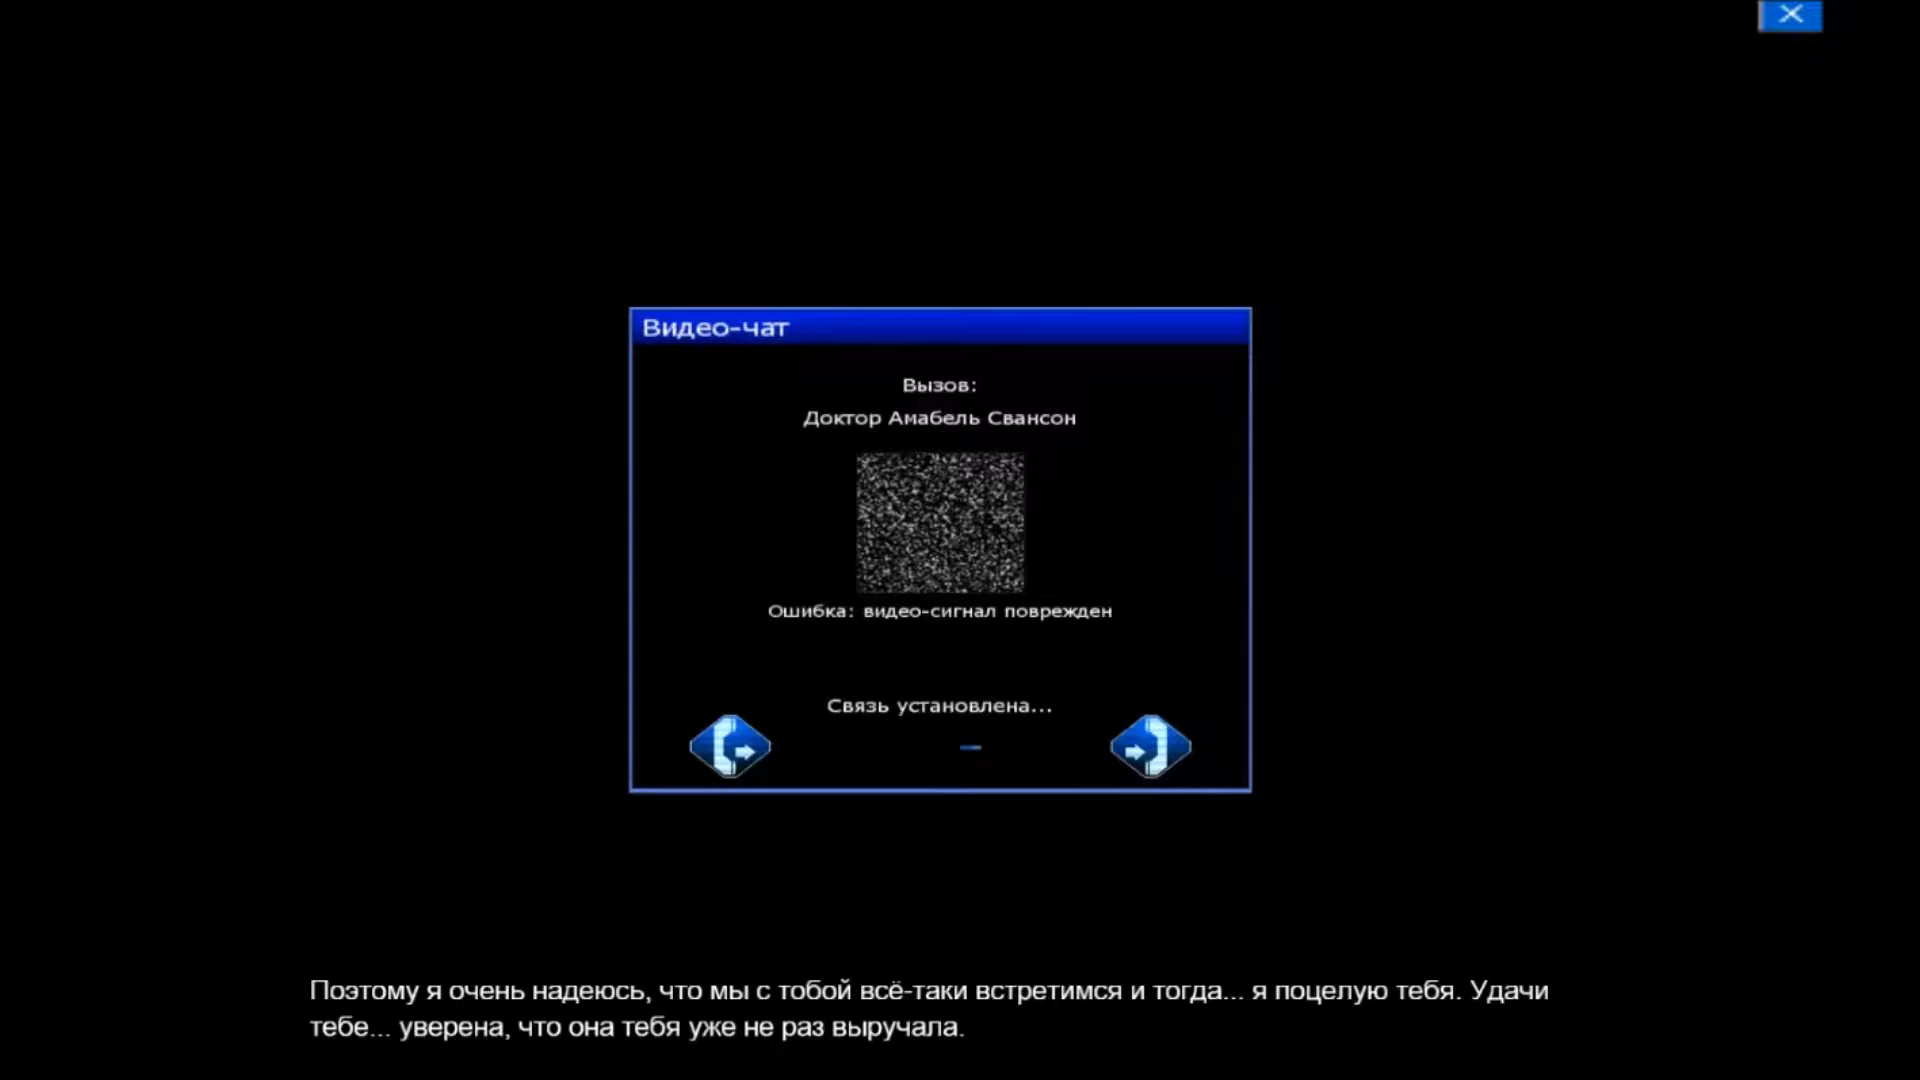 Видео-чат
Вызов:
Доктор Амабель Свансон
Ошибка: видео-сигнал поврежден
Связь установлена...
Поэтому я очень надеюсь, что мы с тобой всё-таки встретимся и тогда... я поцелую тебя. Удачи
тебе... уверена, что она тебя уже не раз выручала.